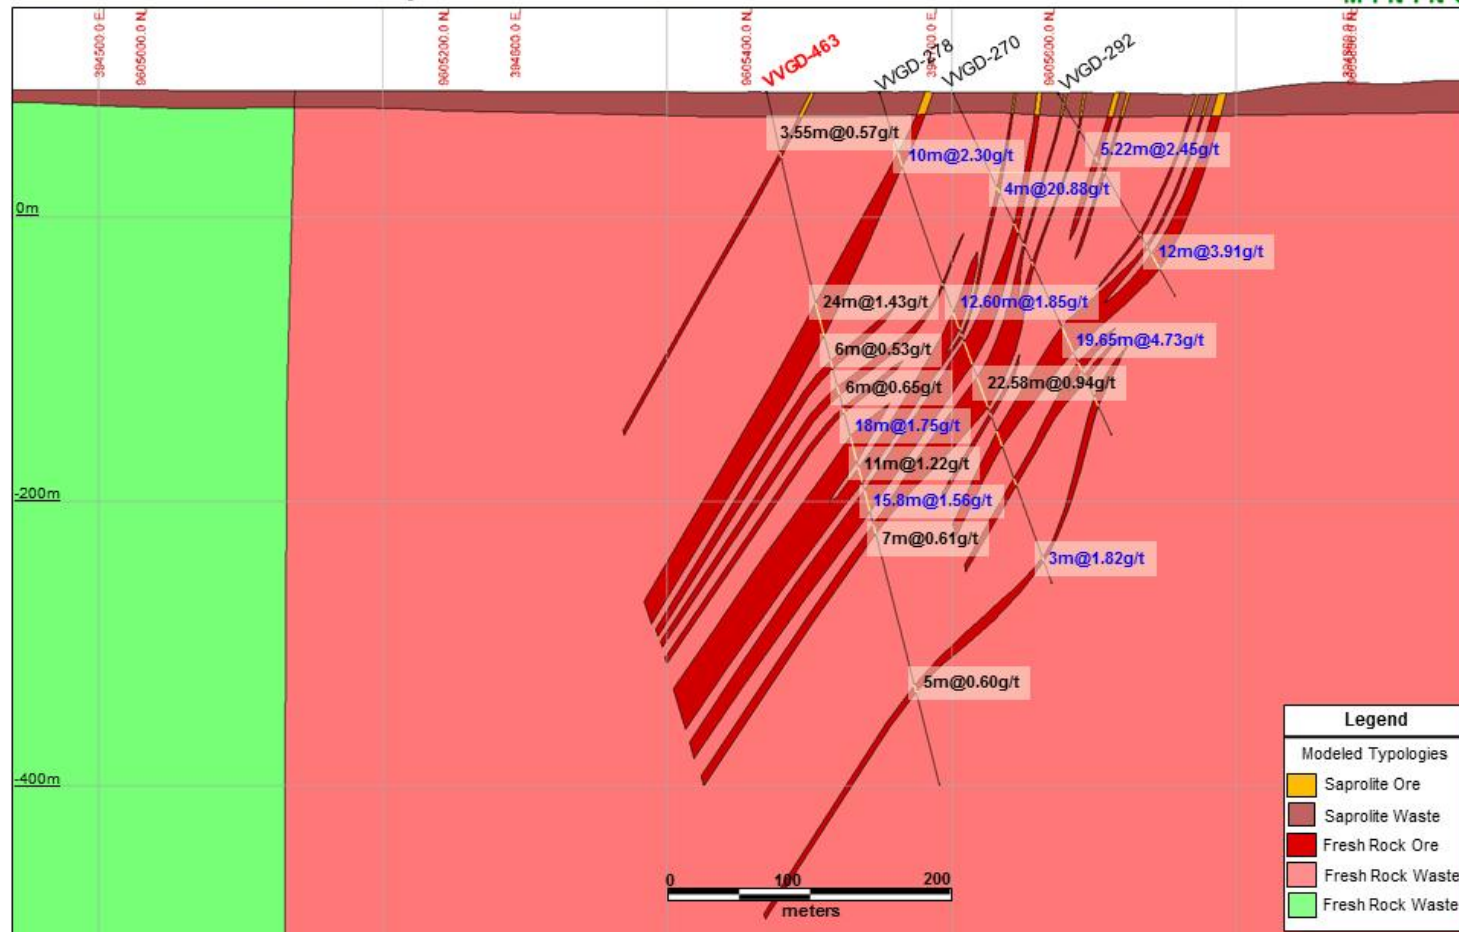 394500.0 E
9605000.0 N
9605200.0 N
394600.0 E
9605400.0 N
VVGD-463
VVGD-278
VVGD-270
VVGD-292
3.55m@0.57g/t
10m@2.30g/t
5.22m@2.45g/t
4m@20.88g/t
0m
12m@3.91g/t
24m@1.43g/t
12.60m@1.85g/t
6m@0.53g/t
19.65m@4.73g/t
6m@0.65g/t
22.58m@0.94g/t
18m@1.75g/t
11m@1.22g/t
-200m
15.8m@1.56g/t
7m@0.61g/t
3m@1.82g/t
5m@0.60g/t
-400m
0 100 200
meters
Legend
Modeled Typologies
Saprolite Ore
Saprolite Waste
Fresh Rock Ore
Fresh Rock Waste
Fresh Rock Waste